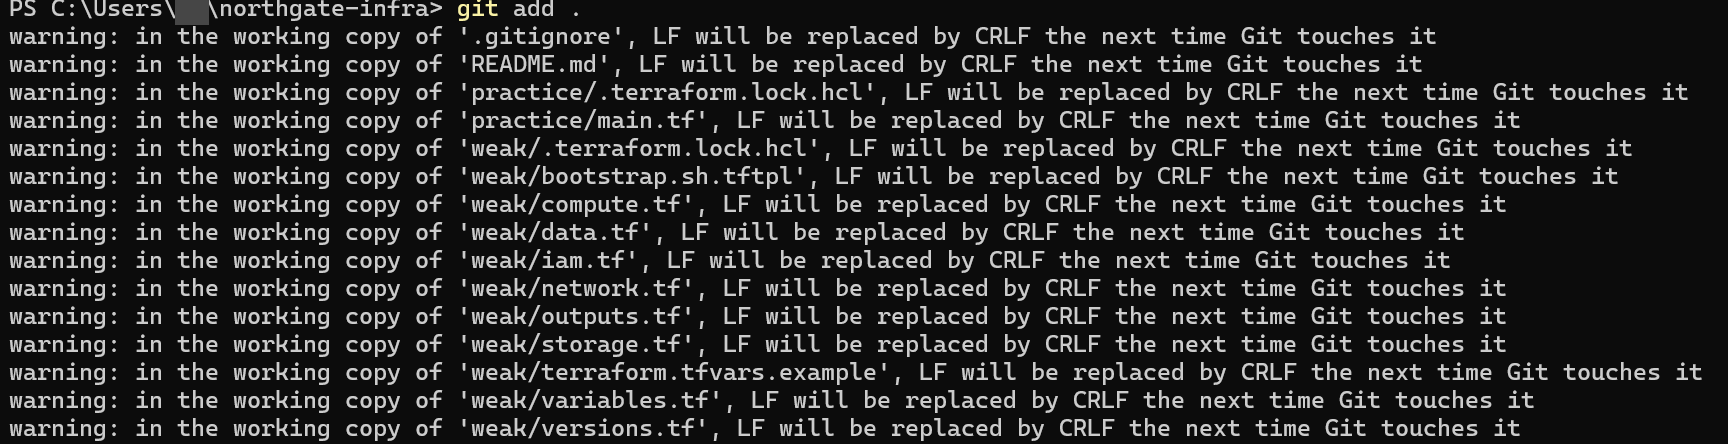 PS C:\Users\ \northgate-infra> git add .
warning: in the working copy of '.gitignore', LF will be replaced by CRLF the next time Git touches it
warning: in the working copy of 'README.md', LF will be replaced by CRLF the next time Git touches it
warning: in the working copy of 'practice/.terraform.lock.hcl', LF will be replaced by CRLF the next time Git touches it
warning: in the working copy of 'practice/main.tf', LF will be replaced by CRLF the next time Git touches it
warning: in the working copy of 'weak/.terraform.lock.hcl', LF will be replaced by CRLF the next time Git touches it
warning: in the working copy of 'weak/bootstrap.sh.tftpl', LF will be replaced by CRLF the next time Git touches it
warning: in the working copy of 'weak/compute.tf', LF will be replaced by CRLF the next time Git touches it
warning: in the working copy of 'weak/data.tf', LF will be replaced by CRLF the next time Git touches it
warning: in the working copy of 'weak/iam.tf', LF will be replaced by CRLF the next time Git touches it
warning: in the working copy of 'weak/network.tf', LF will be replaced by CRLF the next time Git touches it
warning: in the working copy of 'weak/outputs.tf', LF will be replaced by CRLF the next time Git touches it
warning: in the working copy of 'weak/storage.tf', LF will be replaced by CRLF the next time Git touches it
warning: in the working copy of 'weak/terraform.tfvars.example', LF will be replaced by CRLF the next time Git touches it
warning: in the working copy of 'weak/variables.tf', LF will be replaced by CRLF the next time Git touches it
warning: in the working copy of 'weak/versions.tf', LF will be replaced by CRLF the next time Git touches it